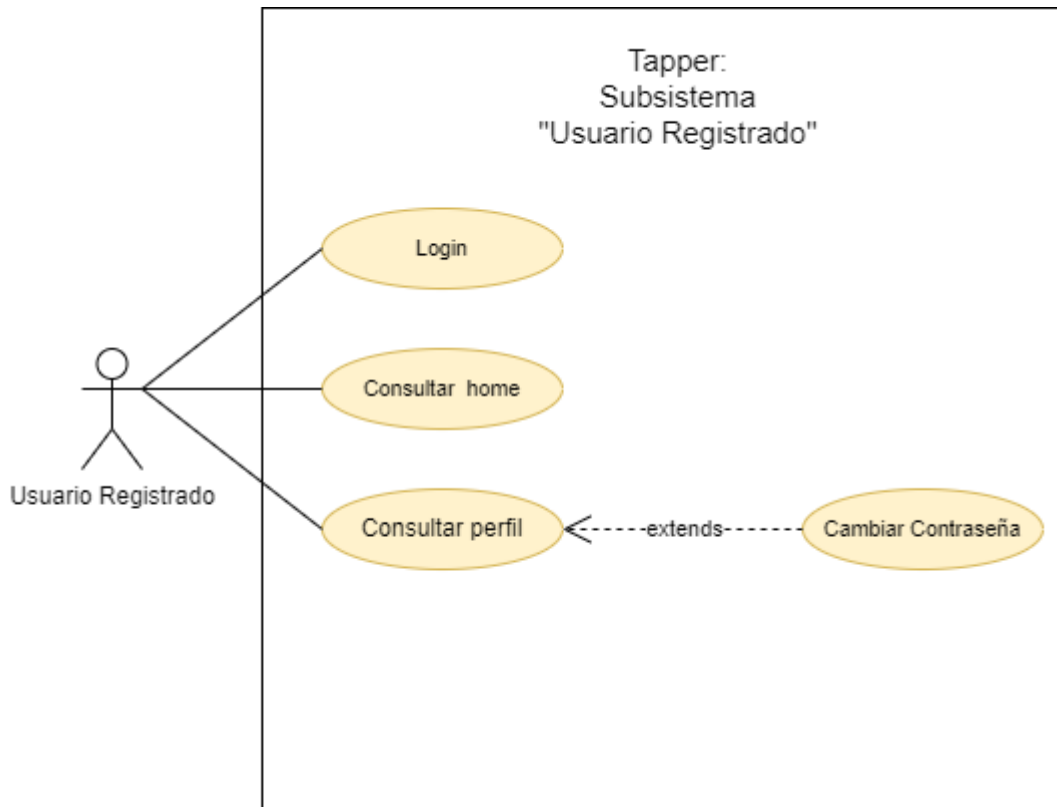 Tapper:
Subsistema
"Usuario Registrado"
Login
Consultar home
Usuario Registrado
Consultar perfil
extends
Cambiar Contraseña